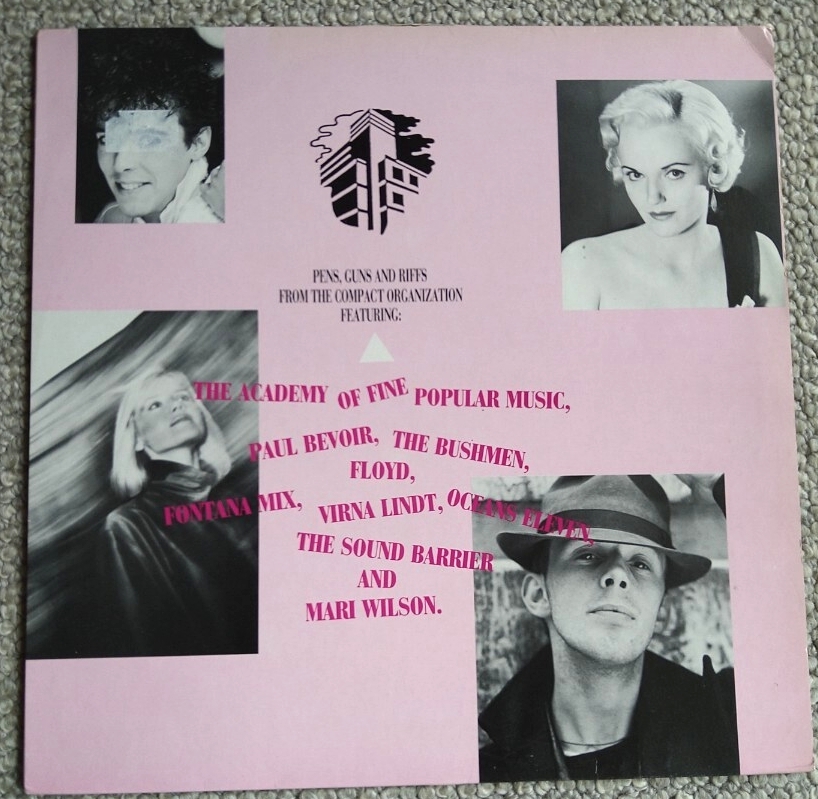 PENS, GUNS AND RIFFS
FROM THE COMPACT ORGANIZATION
FEATURING:
THE ACADEMY OF FINE POPULAR MUSIC,
PAUL BEVOIR, THE BUSHMEN,
FLOYD,
FONTANA MIX, VIRNA LINDT, OCEANS ELEVEN,
THE SOUND BARRIER
AND
MARI WILSON.